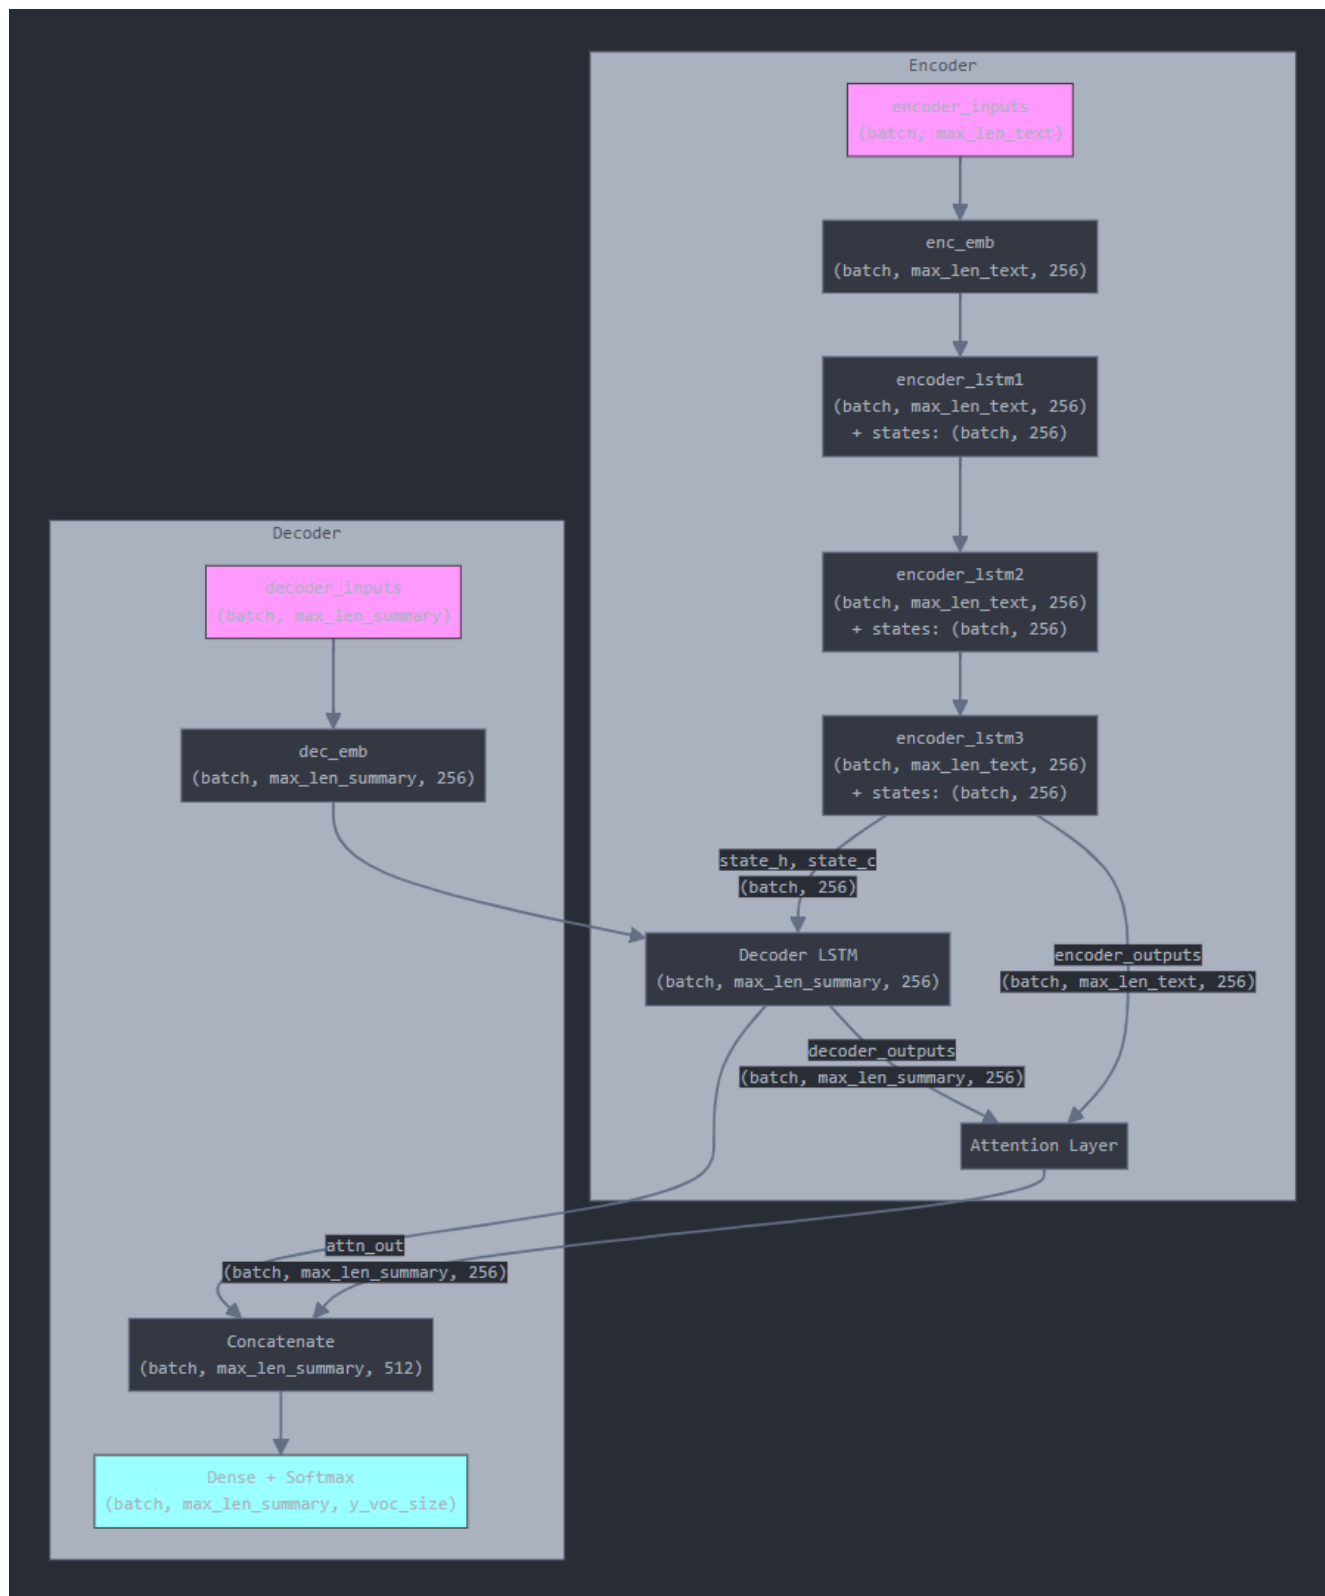 Encoder
encoder_inputs
(batch, max_len_text)
enc_emb
(batch, max_len_text, 256)
encoder_lstm1
(batch, max_len_text, 256)
+ states: (batch, 256)
encoder_lstm2
(batch, max_len_text, 256)
+ states: (batch, 256)
encoder_lstm3
(batch, max_len_text, 256)
+ states: (batch, 256)
state_h, state_c
(batch, 256)
encoder_outputs
(batch, max_len_text, 256)
Decoder LSTM
(batch, max_len_summary, 256)
decoder_outputs
(batch, max_len_summary, 256)
Attention Layer
Decoder
decoder_inputs
(batch, max_len_summary)
dec_emb
(batch, max_len_summary, 256)
attn_out
(batch, max_len_summary, 256)
Concatenate
(batch, max_len_summary, 512)
Dense + Softmax
(batch, max_len_summary, y_voc_size)